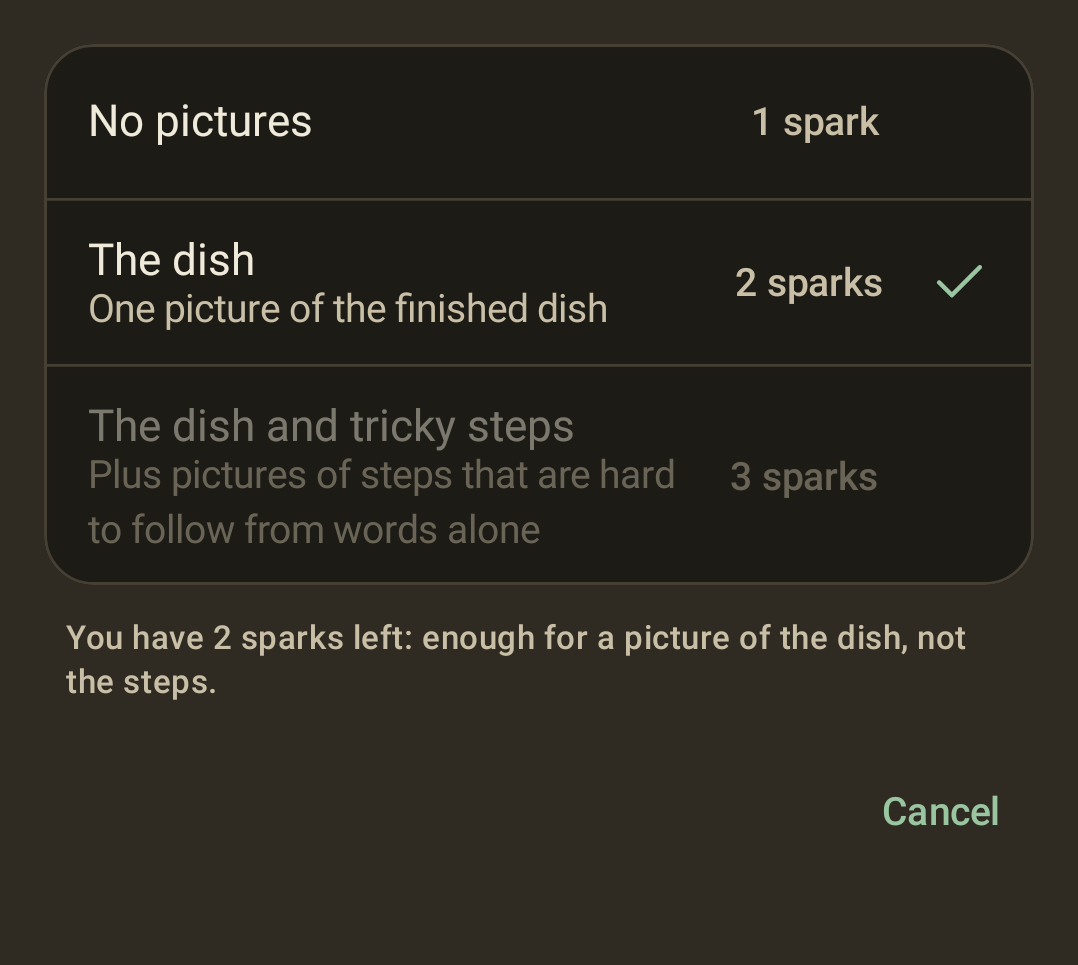 No pictures
1 spark
The dish
One picture of the finished dish
2 sparks
The dish and tricky steps
Plus pictures of steps that are hard
to follow from words alone
3 sparks
You have 2 sparks left: enough for a picture of the dish, not
the steps.
Cancel